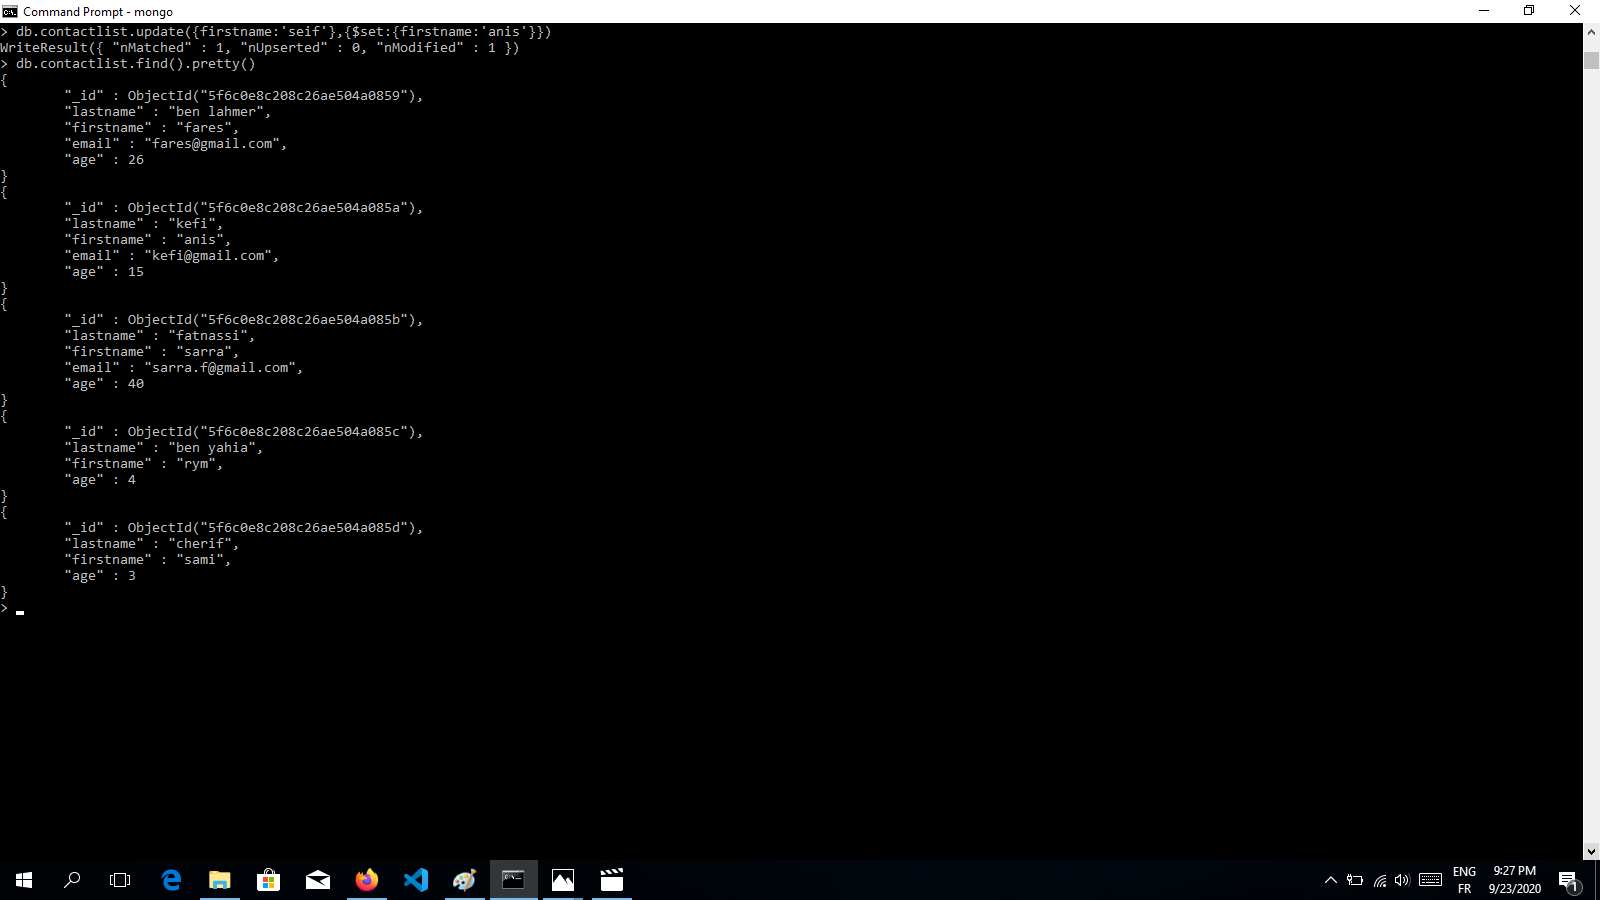 Command Prompt - mongo
> db.contactlist.update({firstname:'seif'},{$set:{firstname:'anis'}})
WriteResult({ "nMatched" : 1, "nUpserted" : 0, "nModified" : 1 })
> db.contactlist.find().pretty()
{
"_id" : ObjectId("5f6c0e8c208c26ae504a0859"),
"lastname" : "ben lahmer",
"firstname" : "fares",
"email" : "fares@gmail.com",
"age" : 26
}
{
"_id" : ObjectId("5f6c0e8c208c26ae504a085a"),
"lastname" : "kefi",
"firstname" : "anis",
"email" : "kefi@gmail.com",
"age" : 15
}
{
"_id" : ObjectId("5f6c0e8c208c26ae504a085b"),
"lastname" : "fatnassi",
"firstname" : "sarra",
"email" : "sarra.f@gmail.com",
"age" : 40
}
{
"_id" : ObjectId("5f6c0e8c208c26ae504a085c"),
"lastname" : "ben yahia",
"firstname" : "rym",
"age" : 4
}
{
"_id" : ObjectId("5f6c0e8c208c26ae504a085d"),
"lastname" : "cherif",
"firstname" : "sami",
"age" : 3
}
>
ENG 9:27 PM
FR 9/23/2020
1